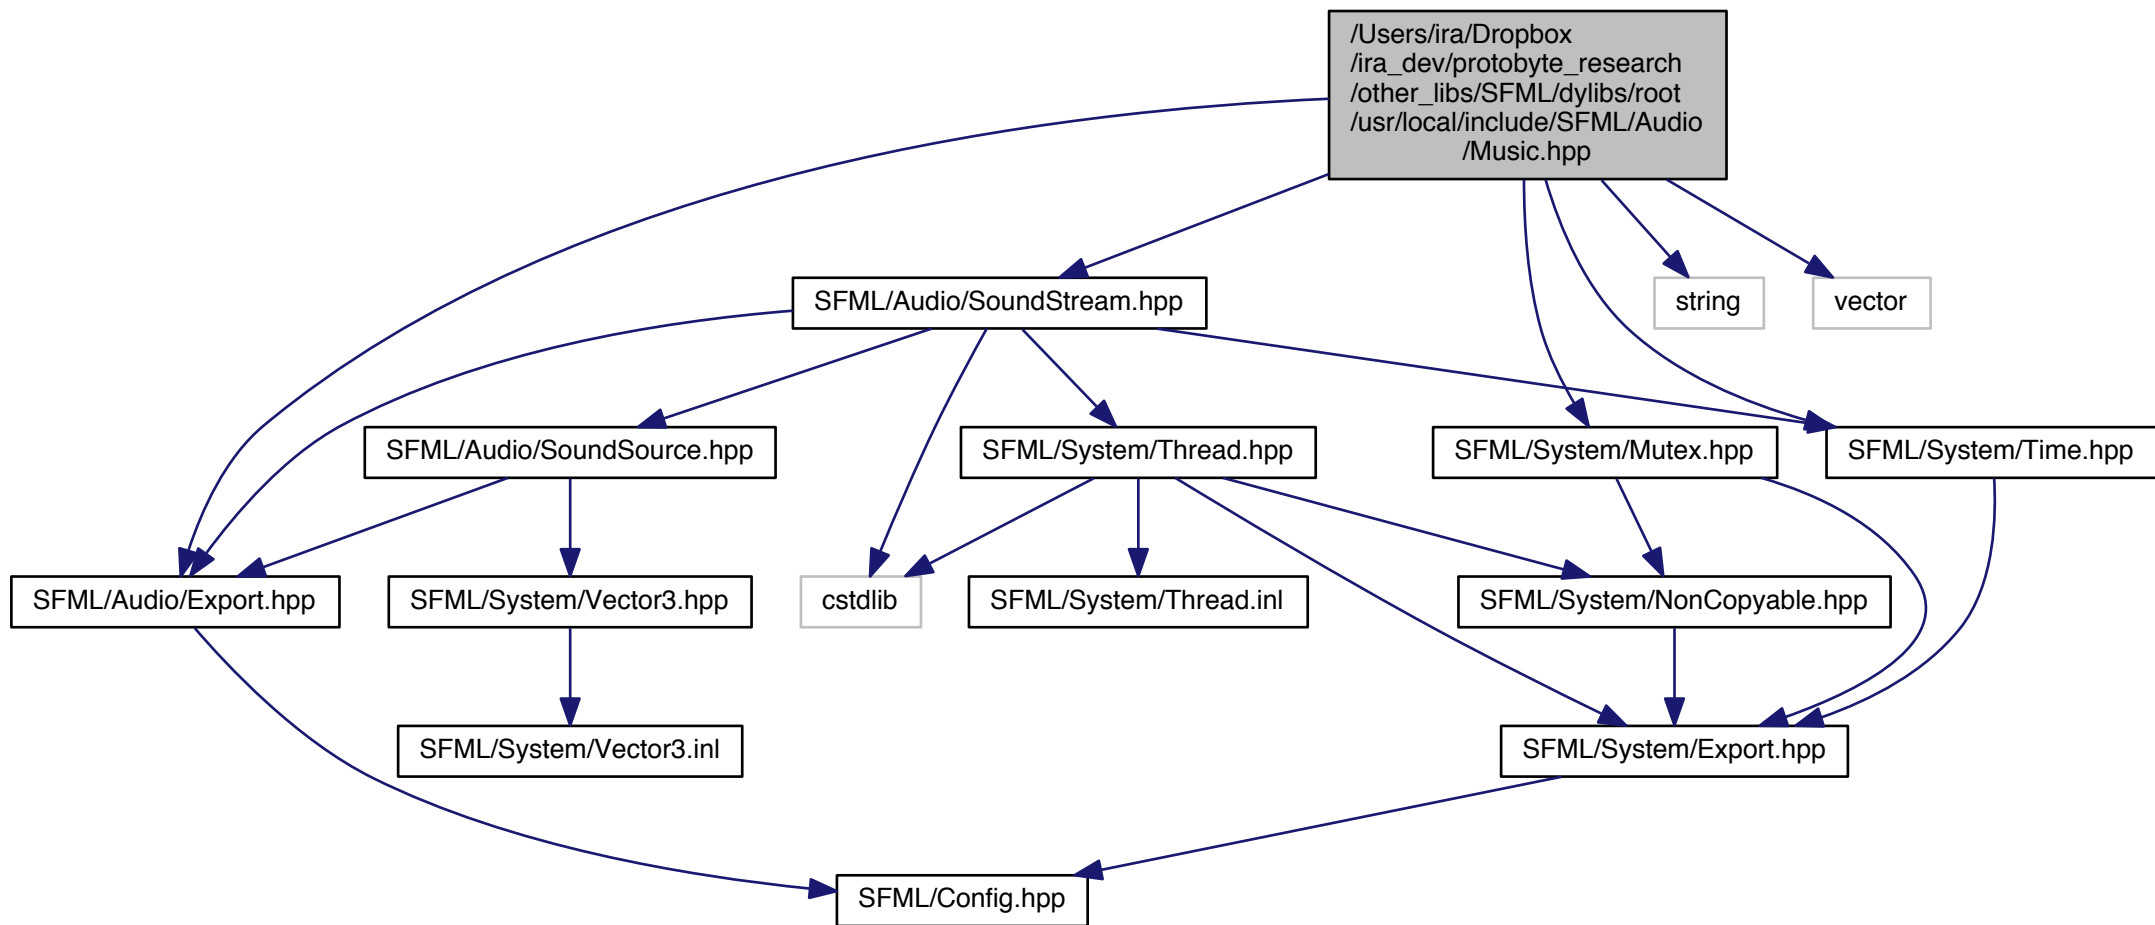 /Users/ira/Dropbox
/ira_dev/protobyte_research
/other_libs/SFML/dylibs/root
/usr/local/include/SFML/Audio
/Music.hpp
SFML/Audio/SoundStream.hpp
string
vector
SFML/Audio/SoundSource.hpp
SFML/System/Thread.hpp
SFML/System/Mutex.hpp
SFML/System/Time.hpp
SFML/Audio/Export.hpp
SFML/System/Vector3.hpp
cstdlib
SFML/System/Thread.inl
SFML/System/NonCopyable.hpp
SFML/System/Vector3.inl
SFML/System/Export.hpp
SFML/Config.hpp